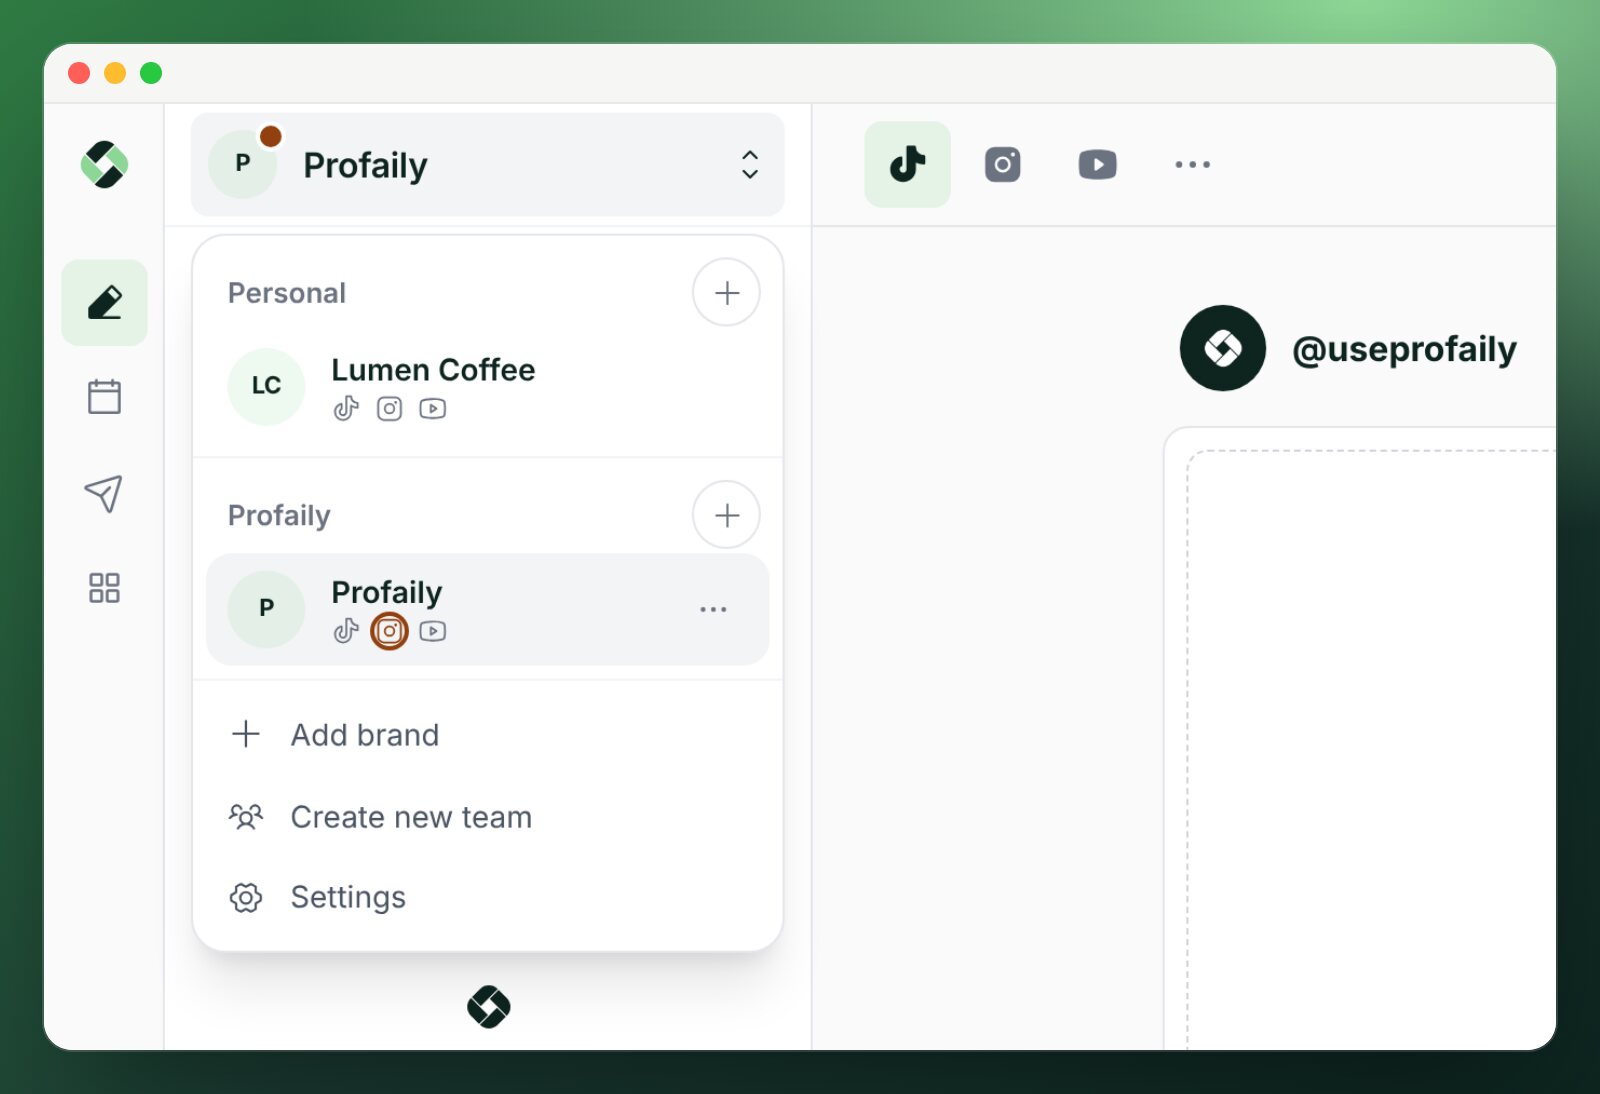 P
Profaily
Personal
LC
Lumen Coffee
Profaily
P
Profaily
Add brand
Create new team
Settings
@useprofaily